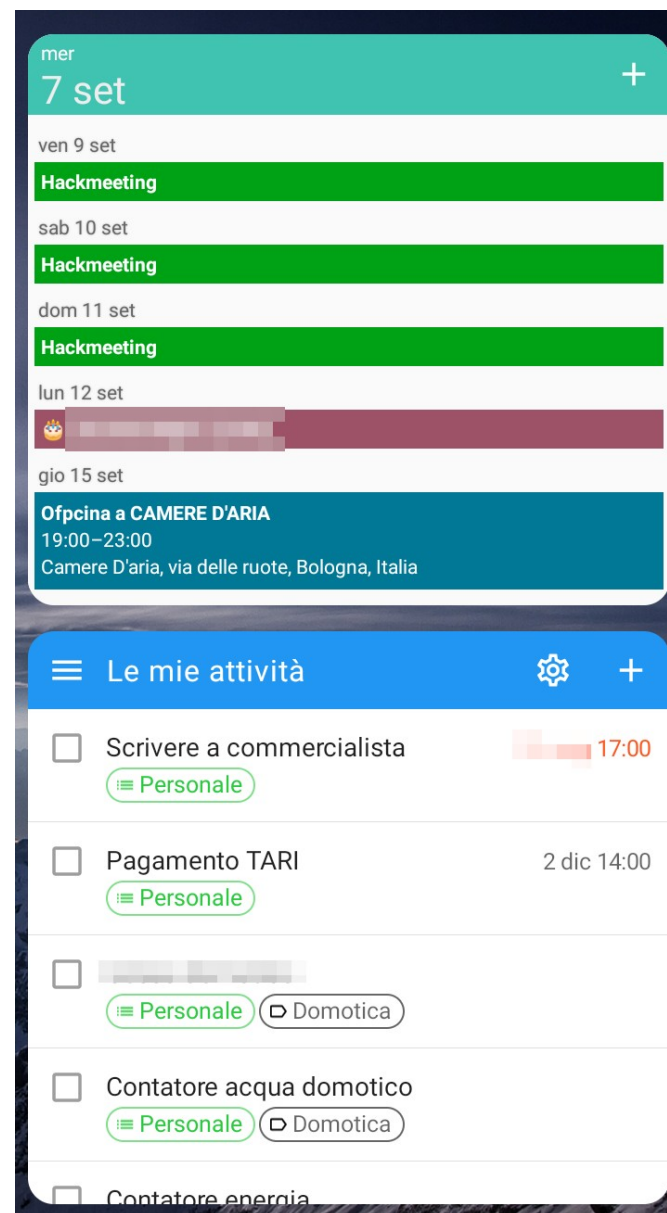 mer
7 set
ven 9 set
Hackmeeting
sab 10 set
Hackmeeting
dom 11 set
Hackmeeting
lun 12 set
gio 15 set
Ofpcina a CAMERE D'ARIA
19:00–23:00
Camere D'aria, via delle ruote, Bologna, Italia
Le mie attività
Scrivere a commercialista 17:00
Personale
Pagamento TARI 2 dic 14:00
Personale
Personale Domotica
Contatore acqua domotico
Personale Domotica
Contatore energia